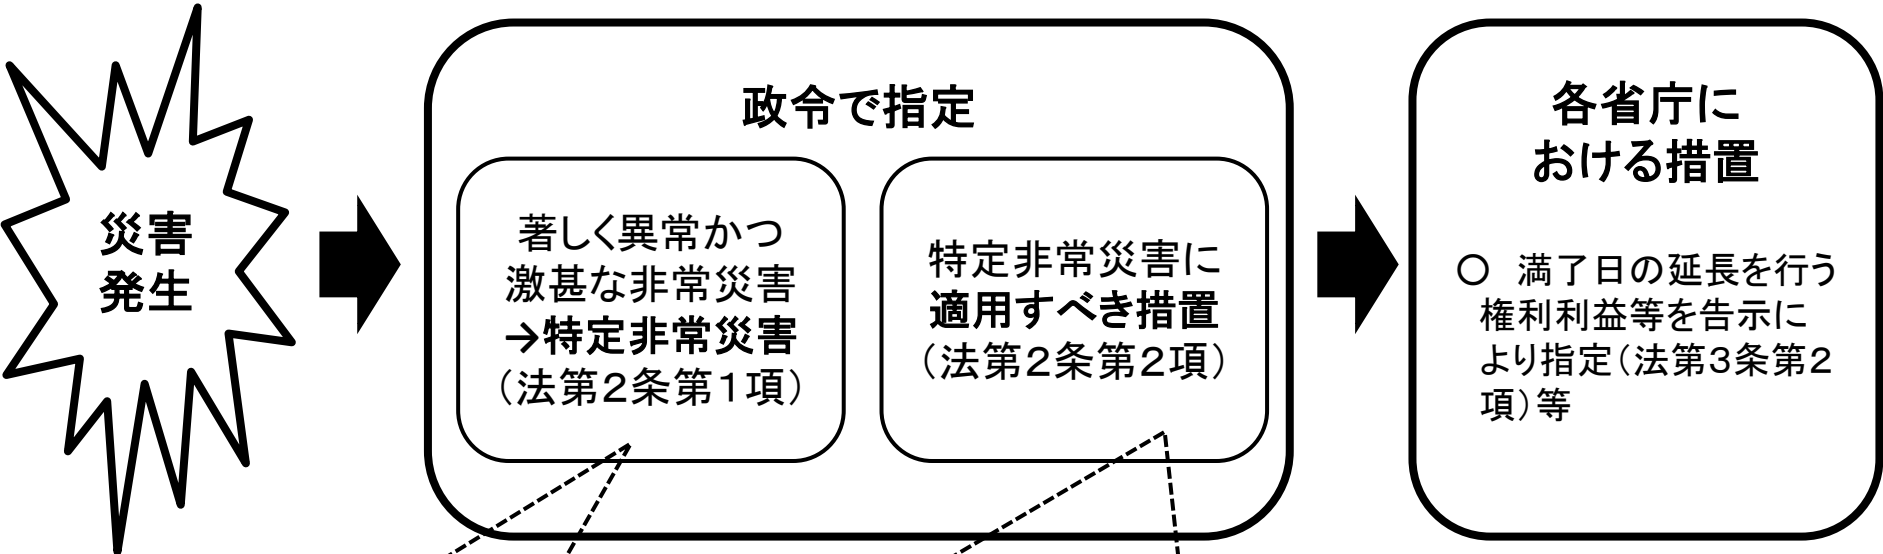 災害
発生
政令で指定
著しく異常かつ
激甚な非常災害
→特定非常災害
（法第２条第１項）
特定非常災害に
適用すべき措置
（法第２条第２項）
各省庁に
おける措置
○　満了日の延長を行う
権利利益等を告示に
より指定（法第３条第２
項）等